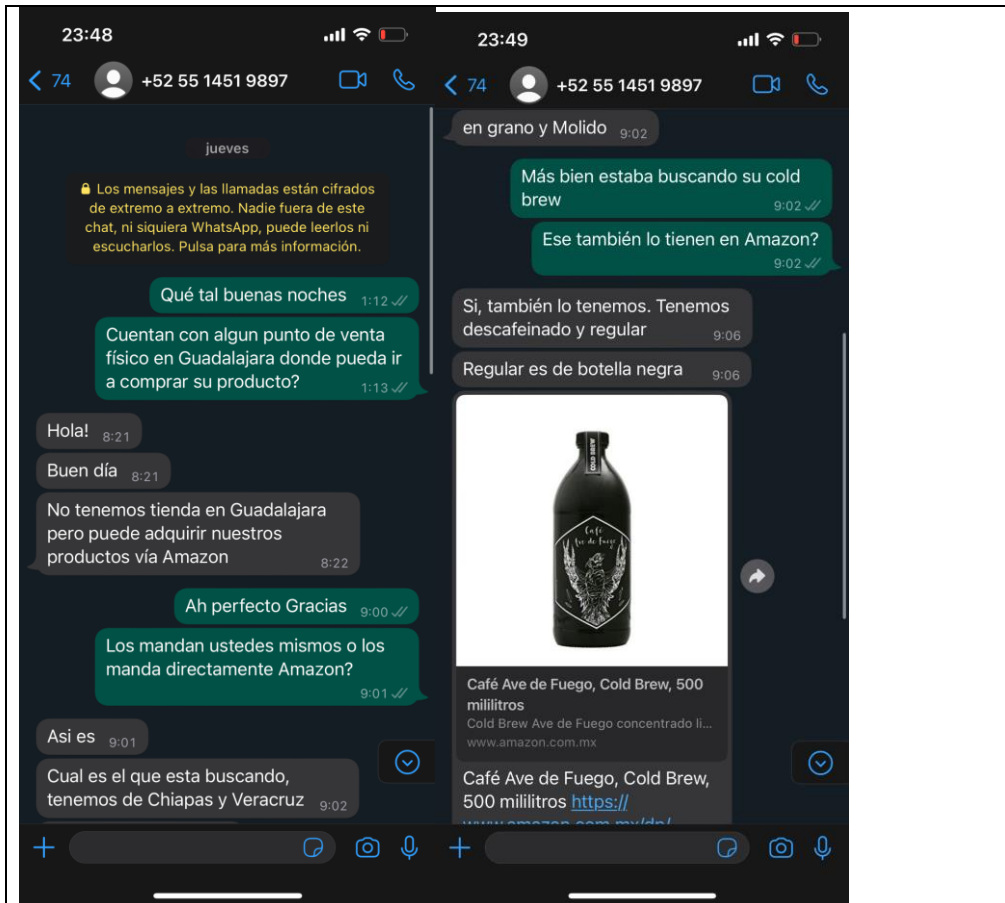 23:48
74
+52 55 1451 9897
jueves
Los mensajes y las llamadas están cifrados
de extremo a extremo. Nadie fuera de este
chat, ni siquiera WhatsApp, puede leerlos ni
escucharlos. Pulsa para más información.
Qué tal buenas noches 1:12
Cuentan con algun punto de venta
físico en Guadalajara donde pueda ir
a comprar su producto?
1:13
Hola! 8:21
Buen día 8:21
No tenemos tienda en Guadalajara
pero puede adquirir nuestros
productos vía Amazon
8:22
Ah perfecto Gracias 9:00
Los mandan ustedes mismos o los
manda directamente Amazon?
9:01
Asi es 9:01
Cual es el que esta buscando,
tenemos de Chiapas y Veracruz 9:02
23:49
74
+52 55 1451 9897
en grano y Molido 9:02
Más bien estaba buscando su cold
brew
9:02
Ese también lo tienen en Amazon?
9:02
Si, también lo tenemos. Tenemos
descafeinado y regular
9:06
Regular es de botella negra 9:06
COLD BREW
Café
Ave de Fuego
Café Ave de Fuego, Cold Brew, 500
mililitros
Cold Brew Ave de Fuego concentrado li...
www.amazon.com.mx
Café Ave de Fuego, Cold Brew,
500 mililitros https://
www.amazon.com.mx/dp/